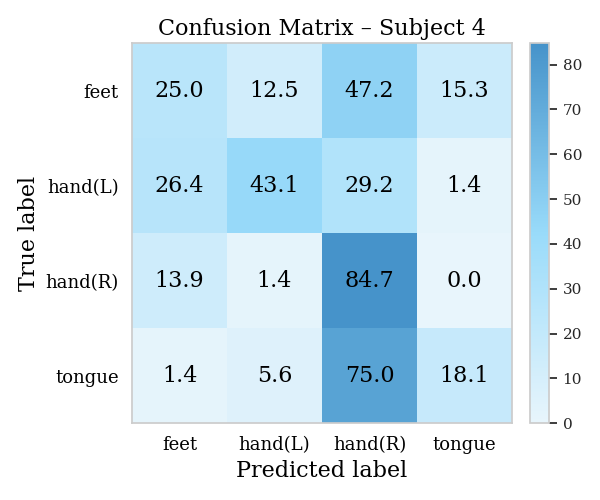 Confusion Matrix – Subject 4
feet 25.0 12.5 47.2 15.3
hand(L) 26.4 43.1 29.2 1.4
hand(R) 13.9 1.4 84.7 0.0
tongue 1.4 5.6 75.0 18.1
feet hand(L) hand(R) tongue
Predicted label
True label
80
70
60
50
40
30
20
10
0